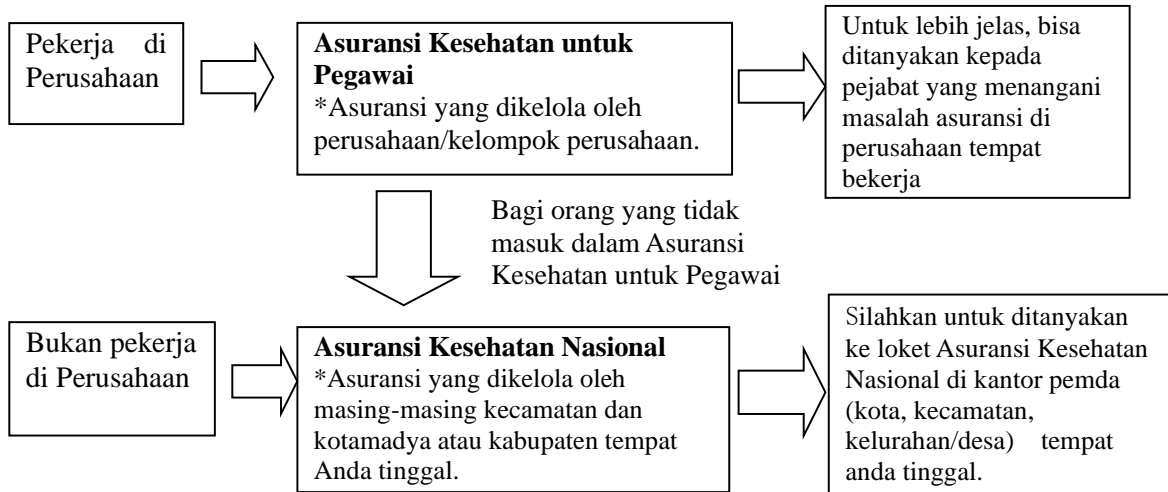 Pekerja di
Perusahaan
Asuransi Kesehatan untuk
Pegawai
*Asuransi yang dikelola oleh
perusahaan/kelompok perusahaan.
Untuk lebih jelas, bisa
ditanyakan kepada
pejabat yang menangani
masalah asuransi di
perusahaan tempat
bekerja
Bagi orang yang tidak
masuk dalam Asuransi
Kesehatan untuk Pegawai
Bukan pekerja
di Perusahaan
Asuransi Kesehatan Nasional
*Asuransi yang dikelola oleh
masing-masing kecamatan dan
kotamadya atau kabupaten tempat
Anda tinggal.
Silahkan untuk ditanyakan
ke loket Asuransi Kesehatan
Nasional di kantor pemda
(kota, kecamatan,
kelurahan/desa) tempat
anda tinggal.